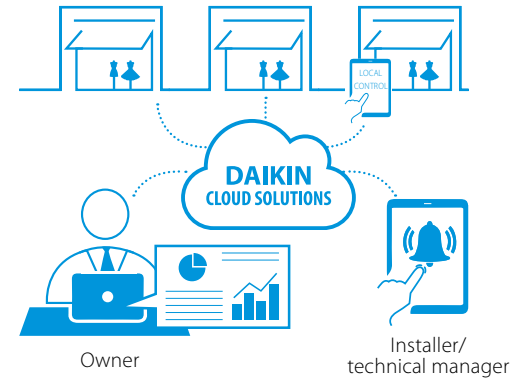 LOCAL
CONTROL
DAIKIN
CLOUD SOLUTIONS
Owner
Installer/
technical manager